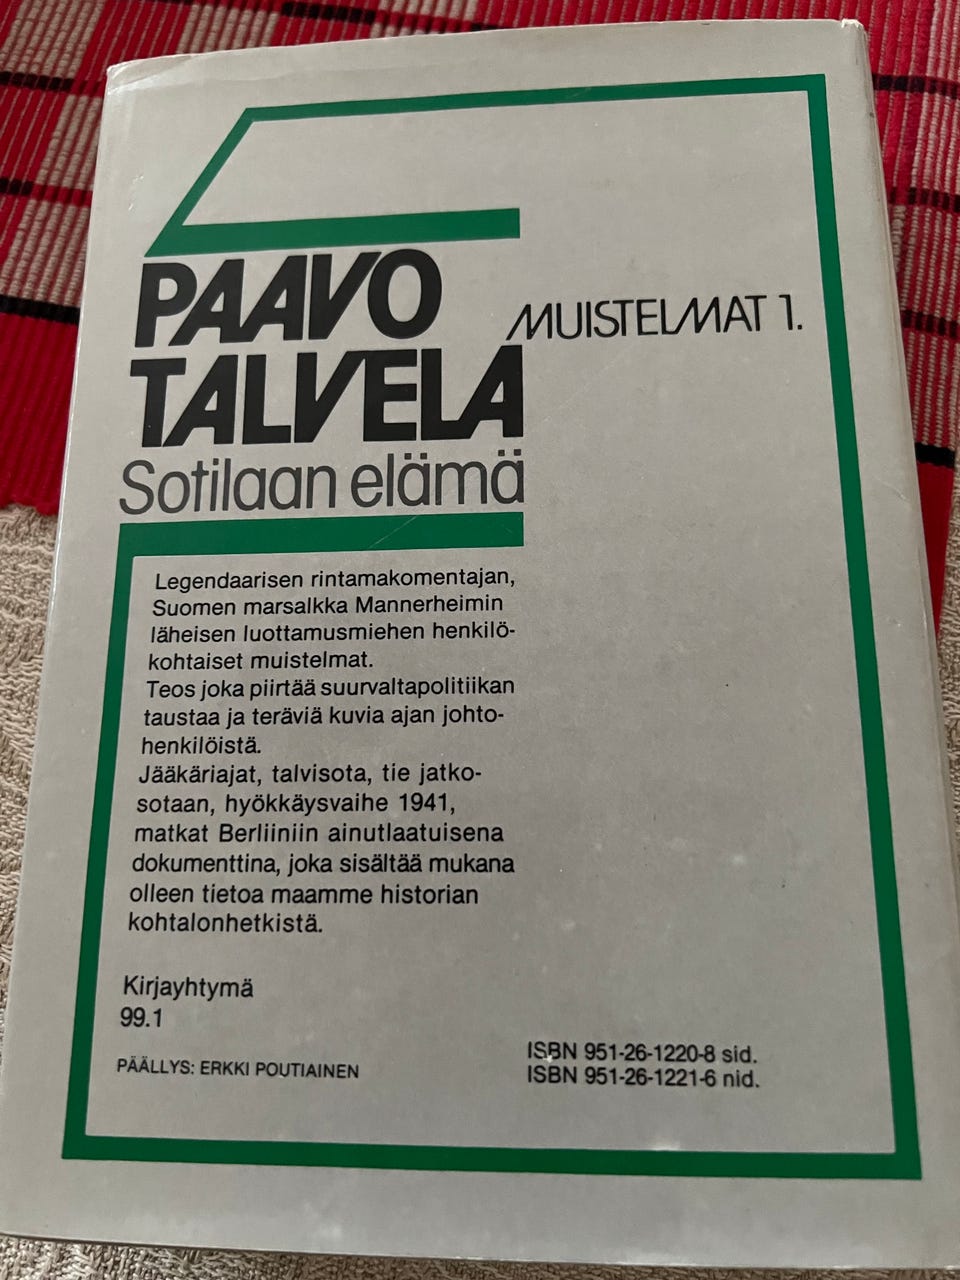 PAAVO
TALVELA
MUISTELMAT 1.
Sotilaan elämä
Legendaarisen rintamakomentajan,
Suomen marsalkka Mannerheimin
läheisen luottamusmiehen henkilö-
kohtaiset muistelmat.
Teos joka piirtää suurvaltapolitiikan
taustaa ja teräviä kuvia ajan johto-
henkilöistä.
Jääkäriajat, talvisota, tie jatko-
sotaan, hyökkäysvaihe 1941,
matkat Berliiniin ainutlaatuisena
dokumenttina, joka sisältää mukana
olleen tietoa maamme historian
kohtalonhetkistä.
Kirjayhtymä
99.1
PÄÄLLYS: ERKKI POUTIAINEN
ISBN 951-26-1220-8 sid.
ISBN 951-26-1221-6 nid.